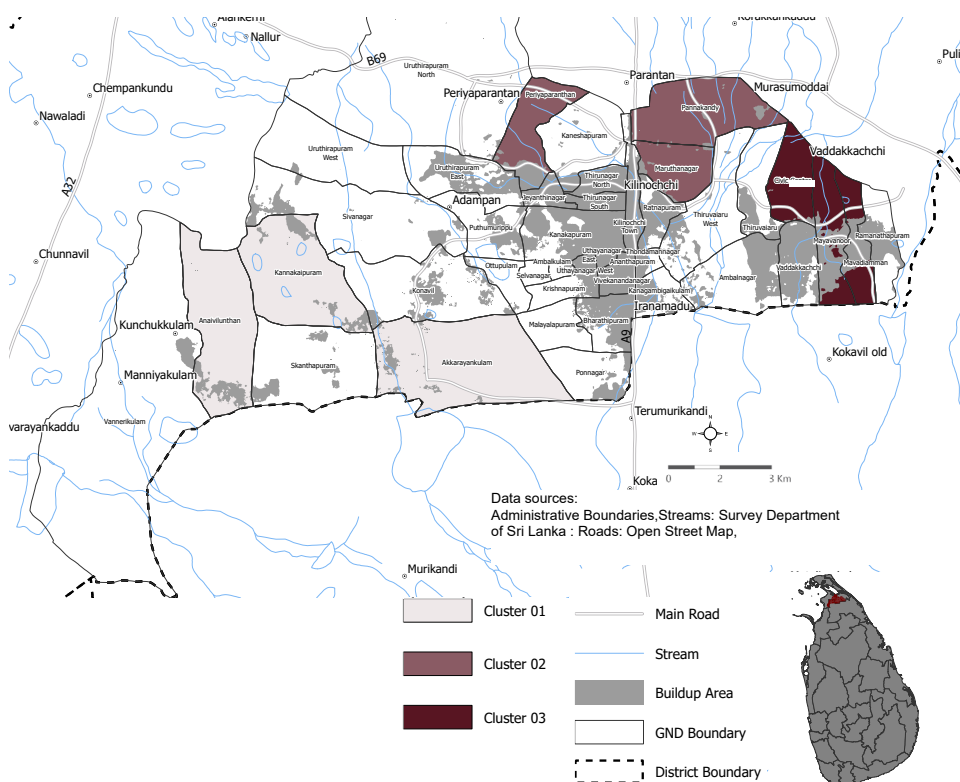 Nallur
B69
Uruthirapuram
North
Parantan
Chempankundu
Periyaparantan
Periyaparanthan
Murasumoddai
Pannakandy
Nawaladi
Kaneshapuram
Uruthirapuram
West
Vaddakkachchi
Uruthirapuram
East
Maruthanagar
Thirunagar
North
Kilinochchi
A32
Jeyanthinagar
Thirunagar
South
Adampan
Ratnapuram
Sivanagar
Thiruvaiaru
West
Puthumurippu
Kilinochchi
Town
Thiruvaiaru
Ramanathapuram
Kanakapuram
Mayavanoor
Uthayanagar
East
Thondamannagar
Chunnavil
Ottupulam
Ambalkulam
Ananthapuram
Vaddakkachchi
Mavadiamman
Kannakaipuram
Selvanagar
Uthayanagar West
Ambalnagar
Vivekanandanagar
Konavil
Krishnapuram
Kanagambigaikulam
Iranamadu
Anaivilunthan
Malayalapuram
Bharathipuram
Kunchukkulam
A9
Kokavil old
Skanthapuram
Akkarayankulam
Ponnagar
Manniyakulam
Terumurikandi
Vannerikulam
varayankaddu
N
W E
S
0 2 3 Km
Koka
Data sources:
Administrative Boundaries,Streams: Survey Department
of Sri Lanka : Roads: Open Street Map,
Murikandi
Cluster 01
Cluster 02
Cluster 03
Main Road
Stream
Buildup Area
GND Boundary
District Boundary